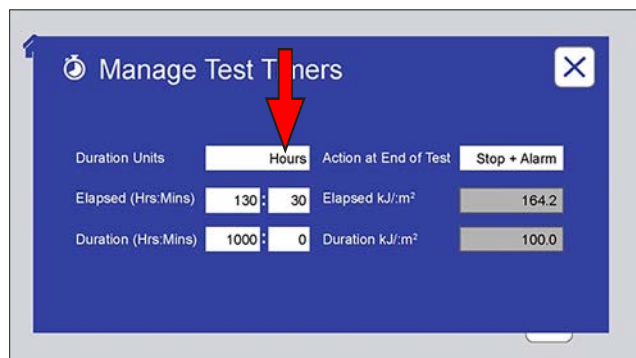 Manage Test T mers
Duration Units Hours Action at End of Test Stop + Alarm
Elapsed (Hrs:Mins) 130 : 30 Elapsed kJ/:m² 164.2
Duration (Hrs:Mins) 1000 : 0 Duration kJ/:m² 100.0